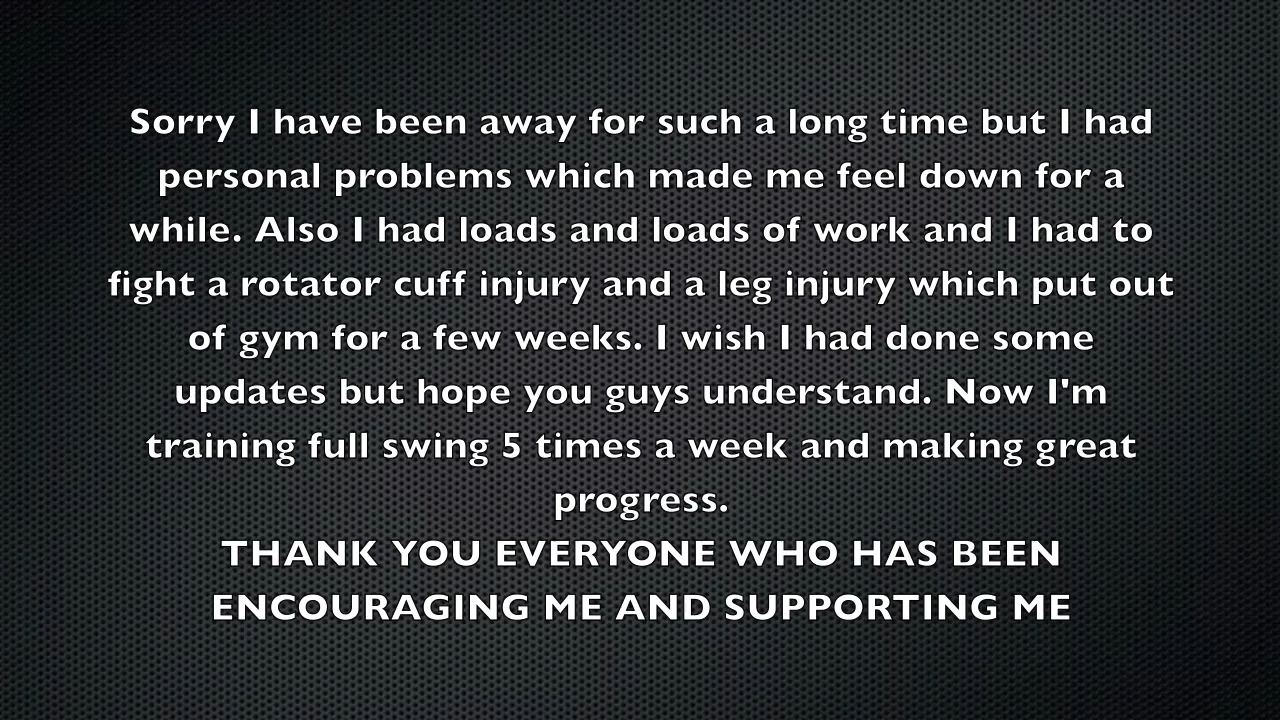 Sorry I have been away for such a long time but I had
personal problems which made me feel down for a
while. Also I had loads and loads of work and I had to
fight a rotator cuff injury and a leg injury which put out
of gym for a few weeks. I wish I had done some
updates but hope you guys understand. Now I'm
training full swing 5 times a week and making great
progress.
THANK YOU EVERYONE WHO HAS BEEN
ENCOURAGING ME AND SUPPORTING ME